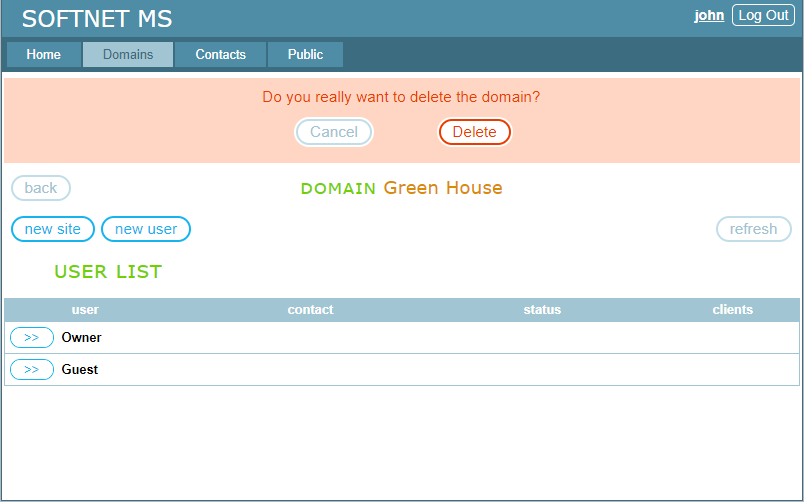 SOFTNET MS
john Log Out
Home Domains Contacts Public
Do you really want to delete the domain?
Cancel Delete
back DOMAIN Green House
new site new user refresh
USER LIST
user contact status clients
>> Owner
>> Guest